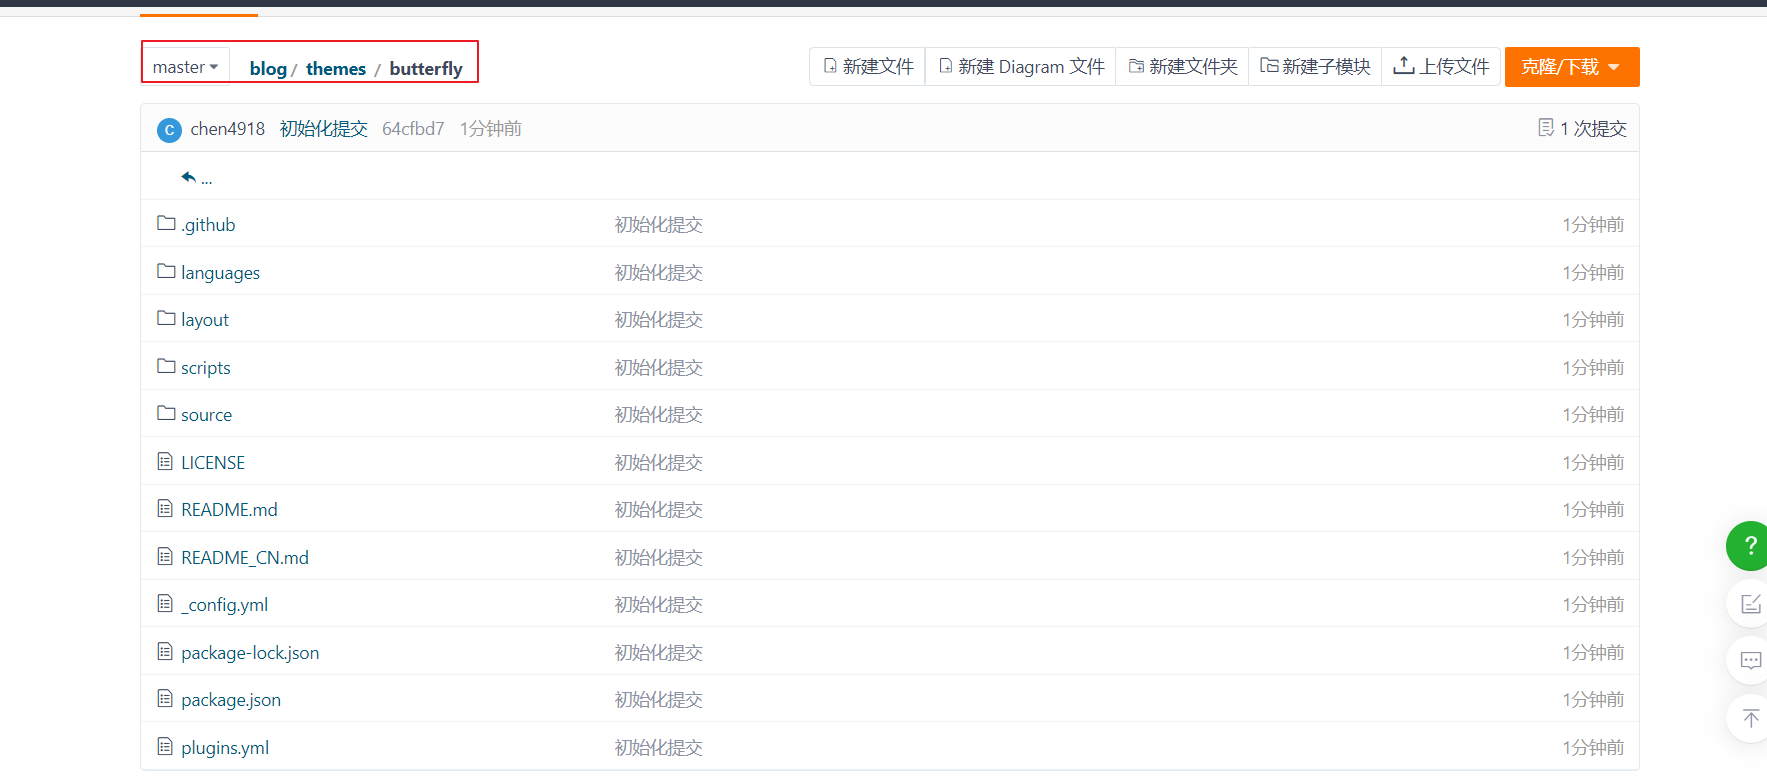 master blog / themes / butterfly 新建文件 新建 Diagram 文件 新建文件夹 新建子模块 上传文件 克隆/下载
C chen4918 初始化提交 64cfbd7 1分钟前 1 次提交
...
.github 初始化提交 1分钟前
languages 初始化提交 1分钟前
layout 初始化提交 1分钟前
scripts 初始化提交 1分钟前
source 初始化提交 1分钟前
LICENSE 初始化提交 1分钟前
README.md 初始化提交 1分钟前
README_CN.md 初始化提交 1分钟前
_config.yml 初始化提交 1分钟前
package-lock.json 初始化提交 1分钟前
package.json 初始化提交 1分钟前
plugins.yml 初始化提交 1分钟前
?